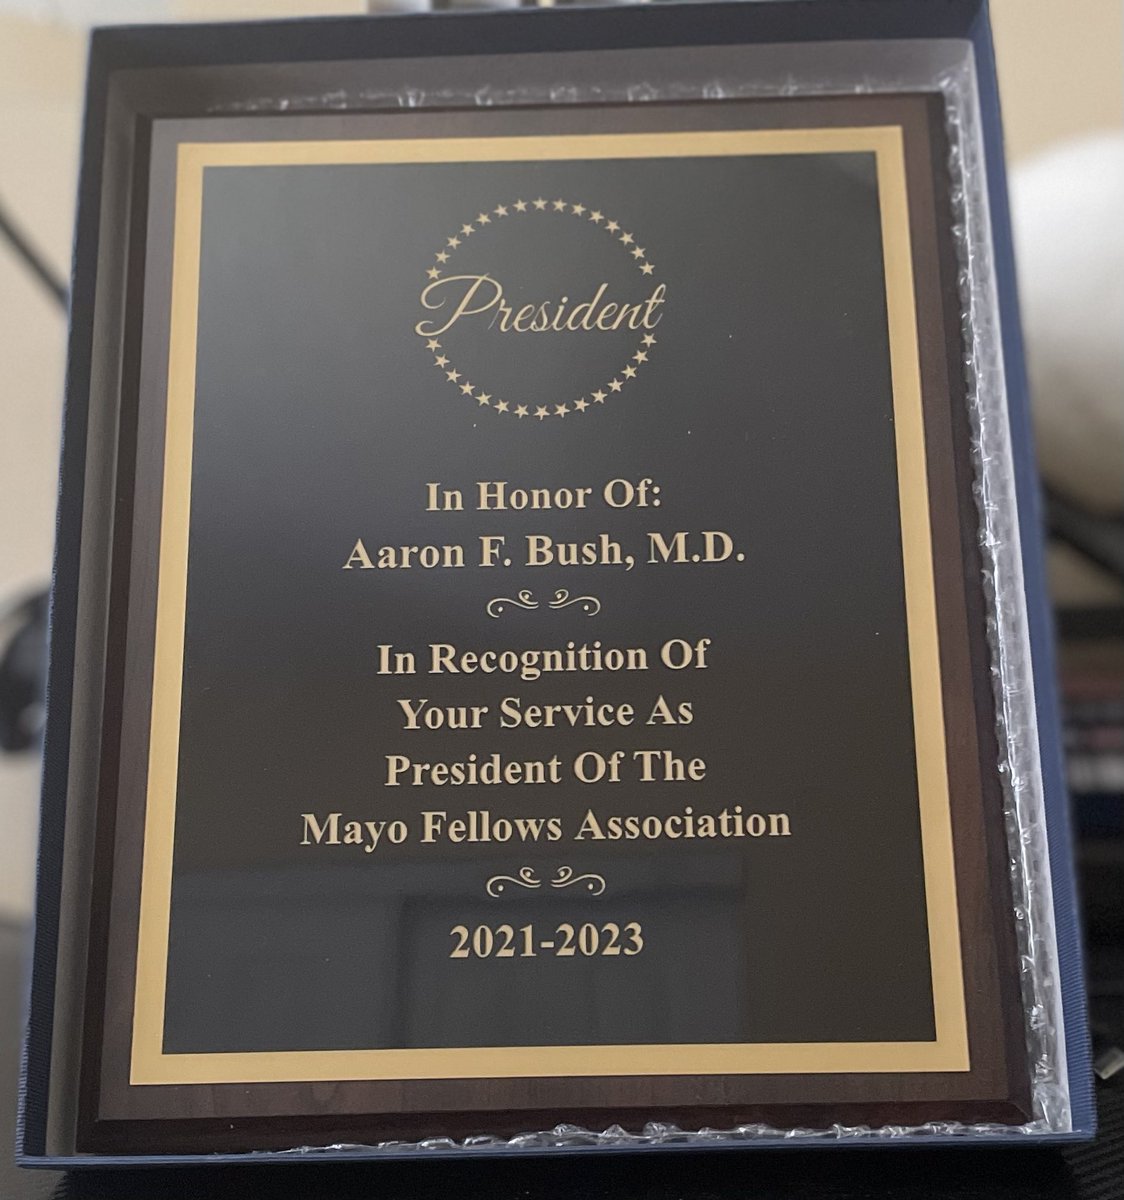 President
In Honor Of:
Aaron F. Bush, M.D.
In Recognition Of
Your Service As
President Of The
Mayo Fellows Association
2021-2023